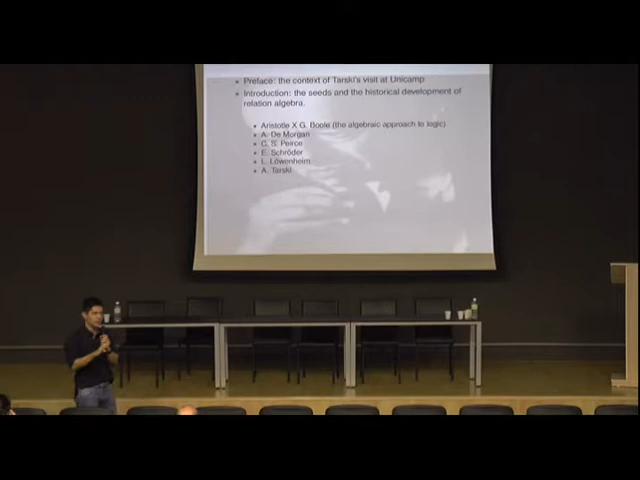 Preface: the context of Tarski's visit at Unicamp
Introduction: the seeds and the historical development of
relation algebra.
Aristotle X G. Boole (the algebraic approach to logic)
A. De Morgan
C. S. Peirce
E. Schröder
L. Löwenheim
A. Tarski